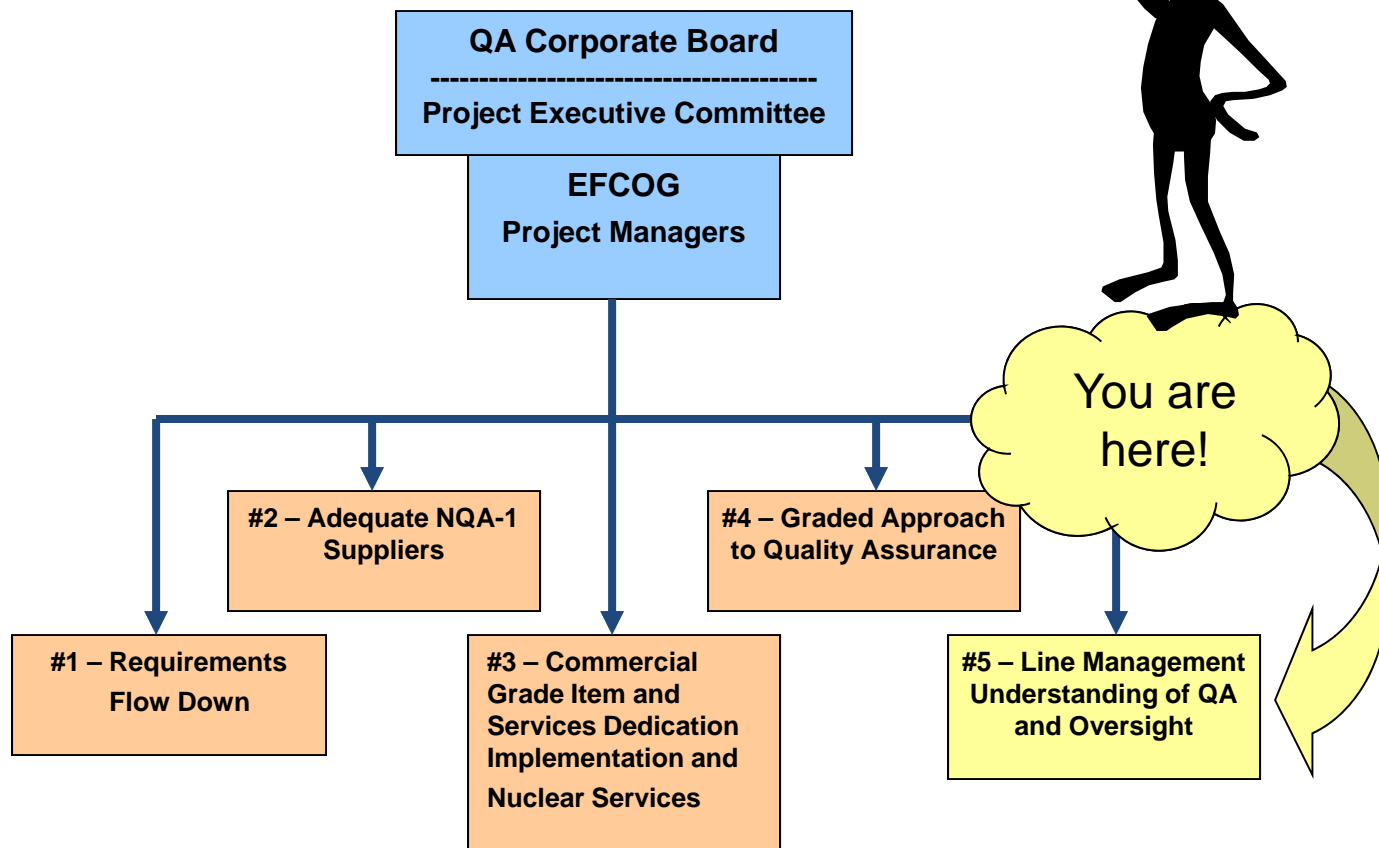 QA Corporate Board
----------------------------------------
Project Executive Committee
EFCOG
Project Managers
You are
here!
#2 – Adequate NQA-1
Suppliers
#4 – Graded Approach
to Quality Assurance
#1 – Requirements
Flow Down
#3 – Commercial
Grade Item and
Services Dedication
Implementation and
Nuclear Services
#5 – Line Management
Understanding of QA
and Oversight